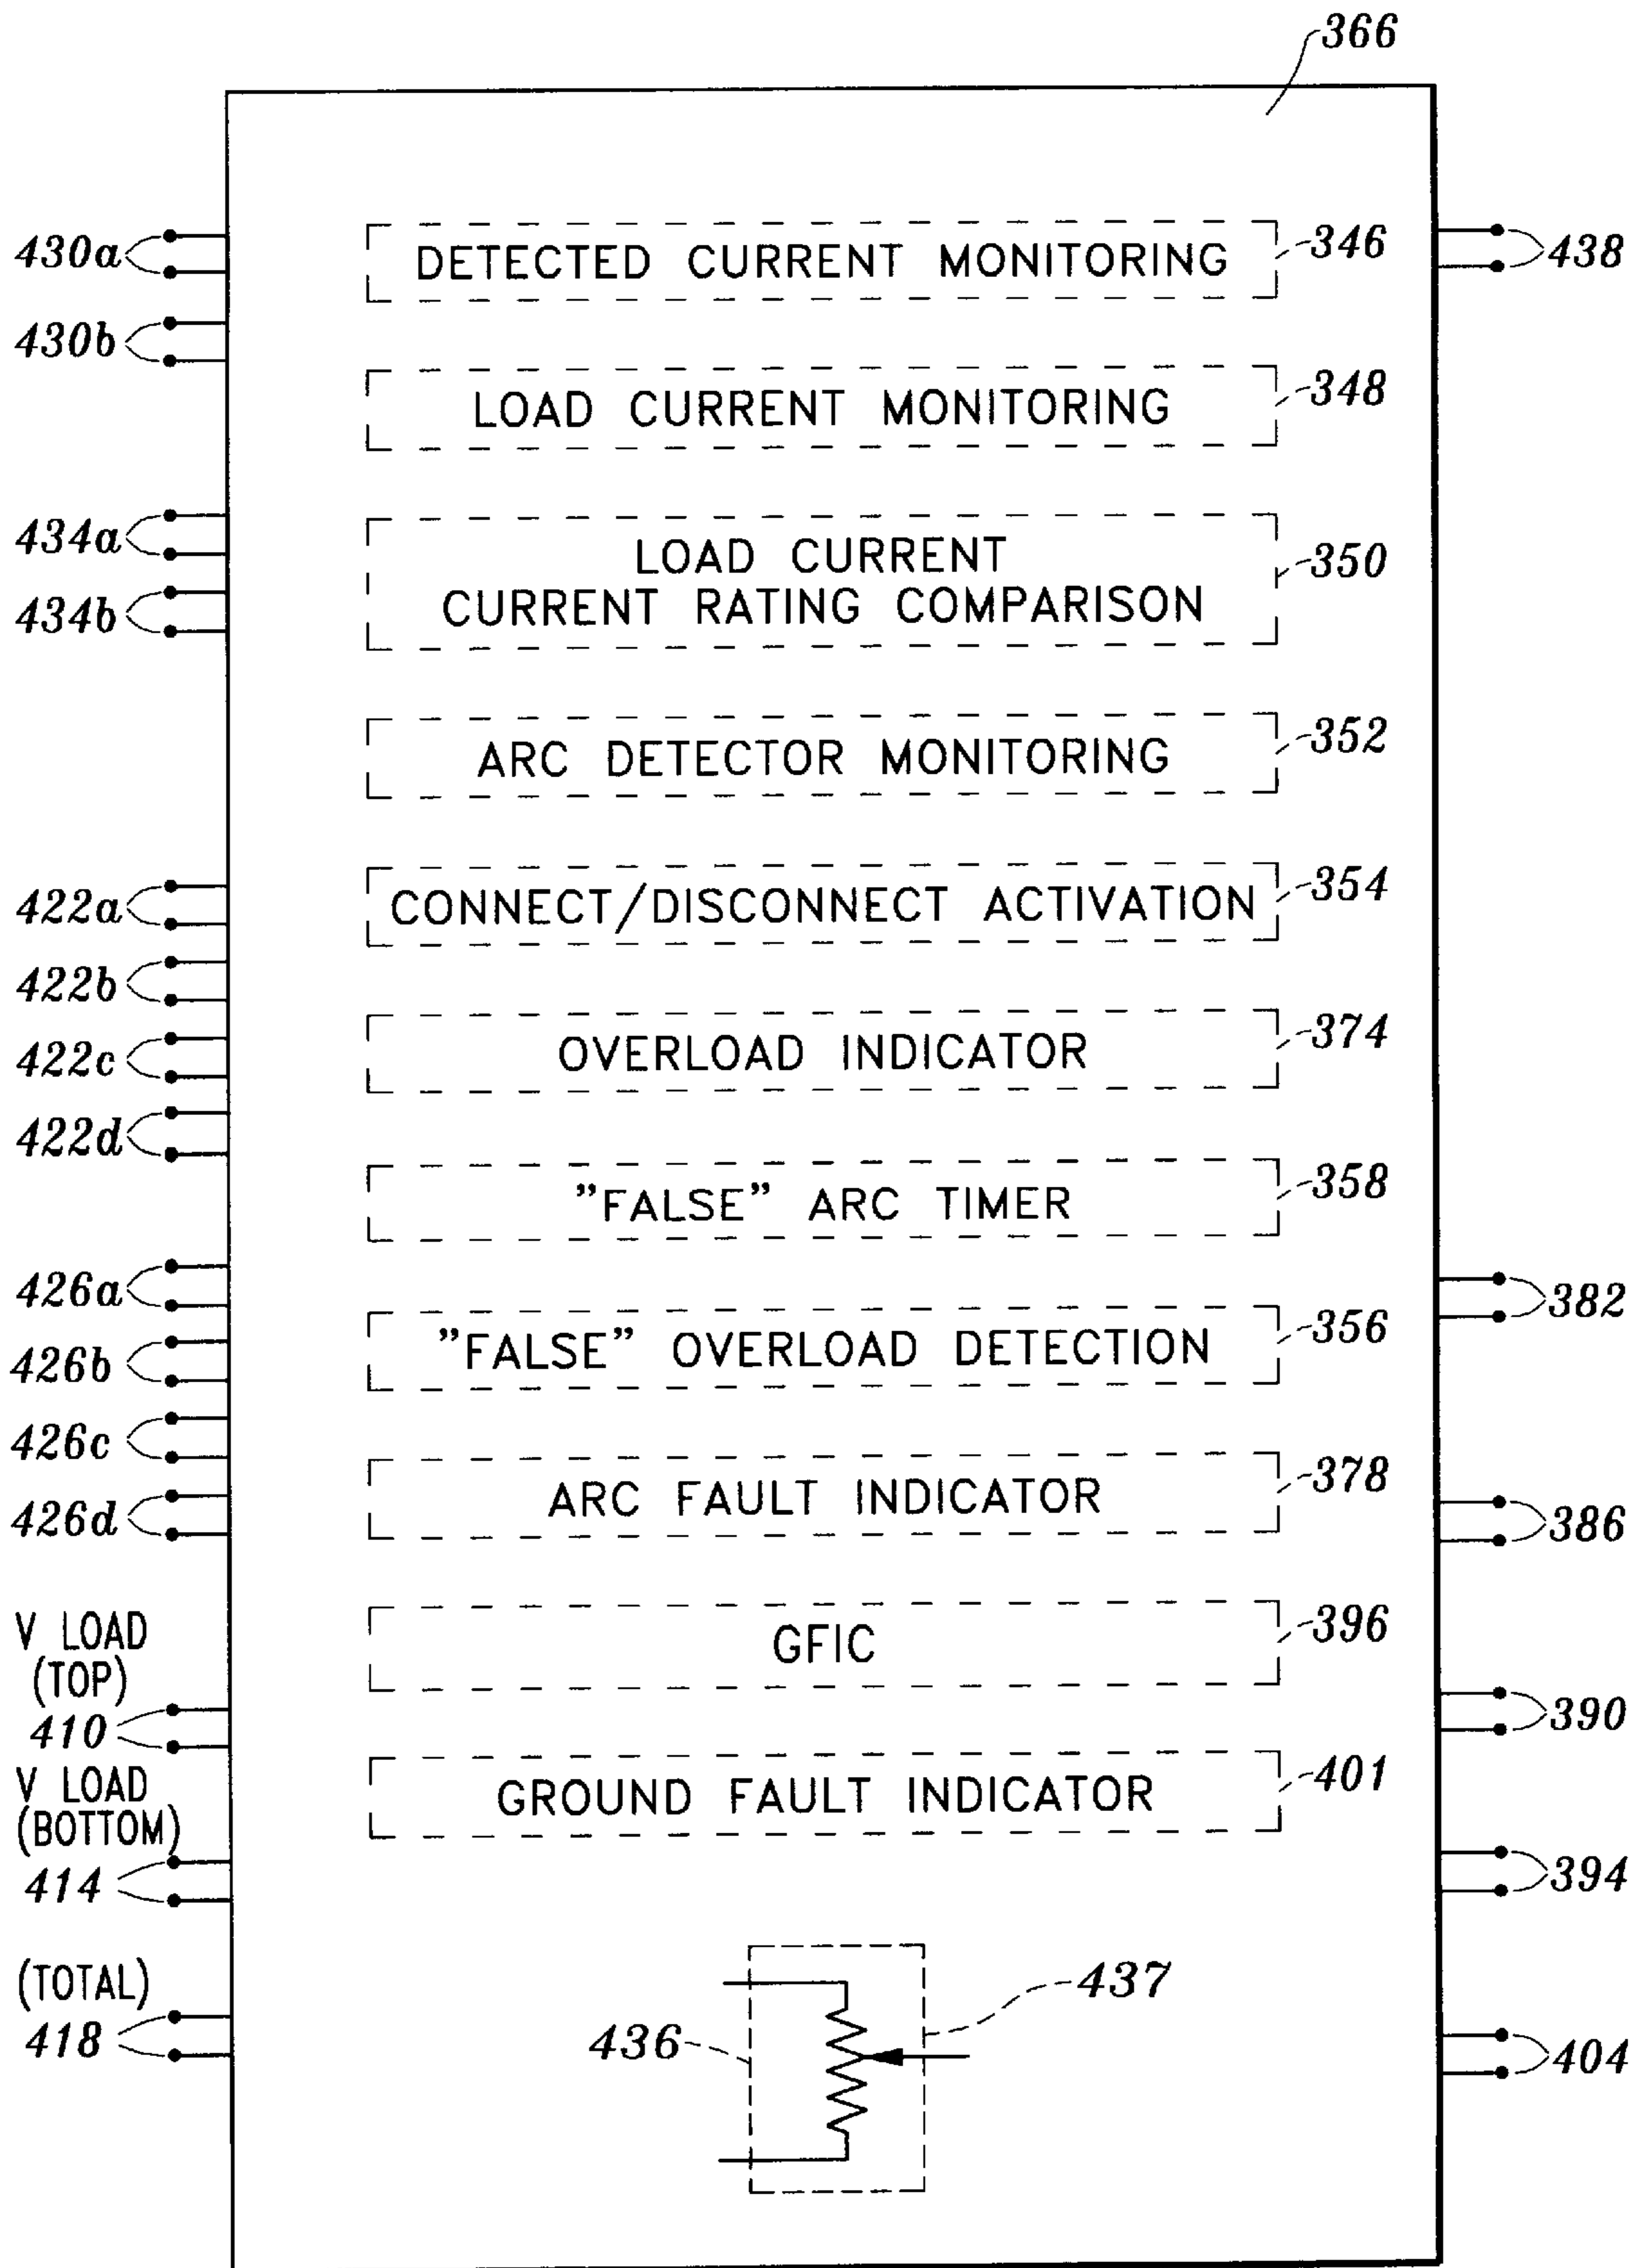 366
430a
DETECTED CURRENT MONITORING
346
438
430b
LOAD CURRENT MONITORING
348
434a
LOAD CURRENT
CURRENT RATING COMPARISON
350
434b
ARC DETECTOR MONITORING
352
422a
CONNECT/DISCONNECT ACTIVATION
354
422b
422c
OVERLOAD INDICATOR
374
422d
”FALSE” ARC TIMER
358
426a
382
426b
”FALSE” OVERLOAD DETECTION
356
426c
ARC FAULT INDICATOR
378
426d
386
V LOAD
(TOP)
410
GFIC
396
390
V LOAD
(BOTTOM)
414
GROUND FAULT INDICATOR
401
394
(TOTAL)
418
436
437
404